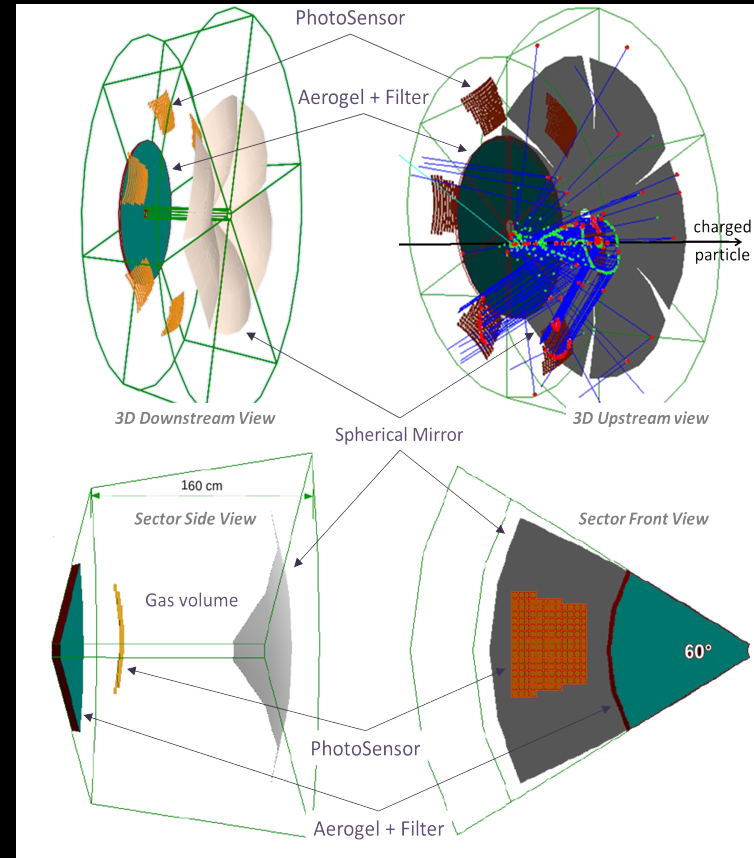 PhotoSensor
Aerogel + Filter
charged
particle
3D Downstream View
3D Upstream view
Spherical Mirror
160 cm
Sector Side View
Sector Front View
Gas volume
60°
PhotoSensor
Aerogel + Filter